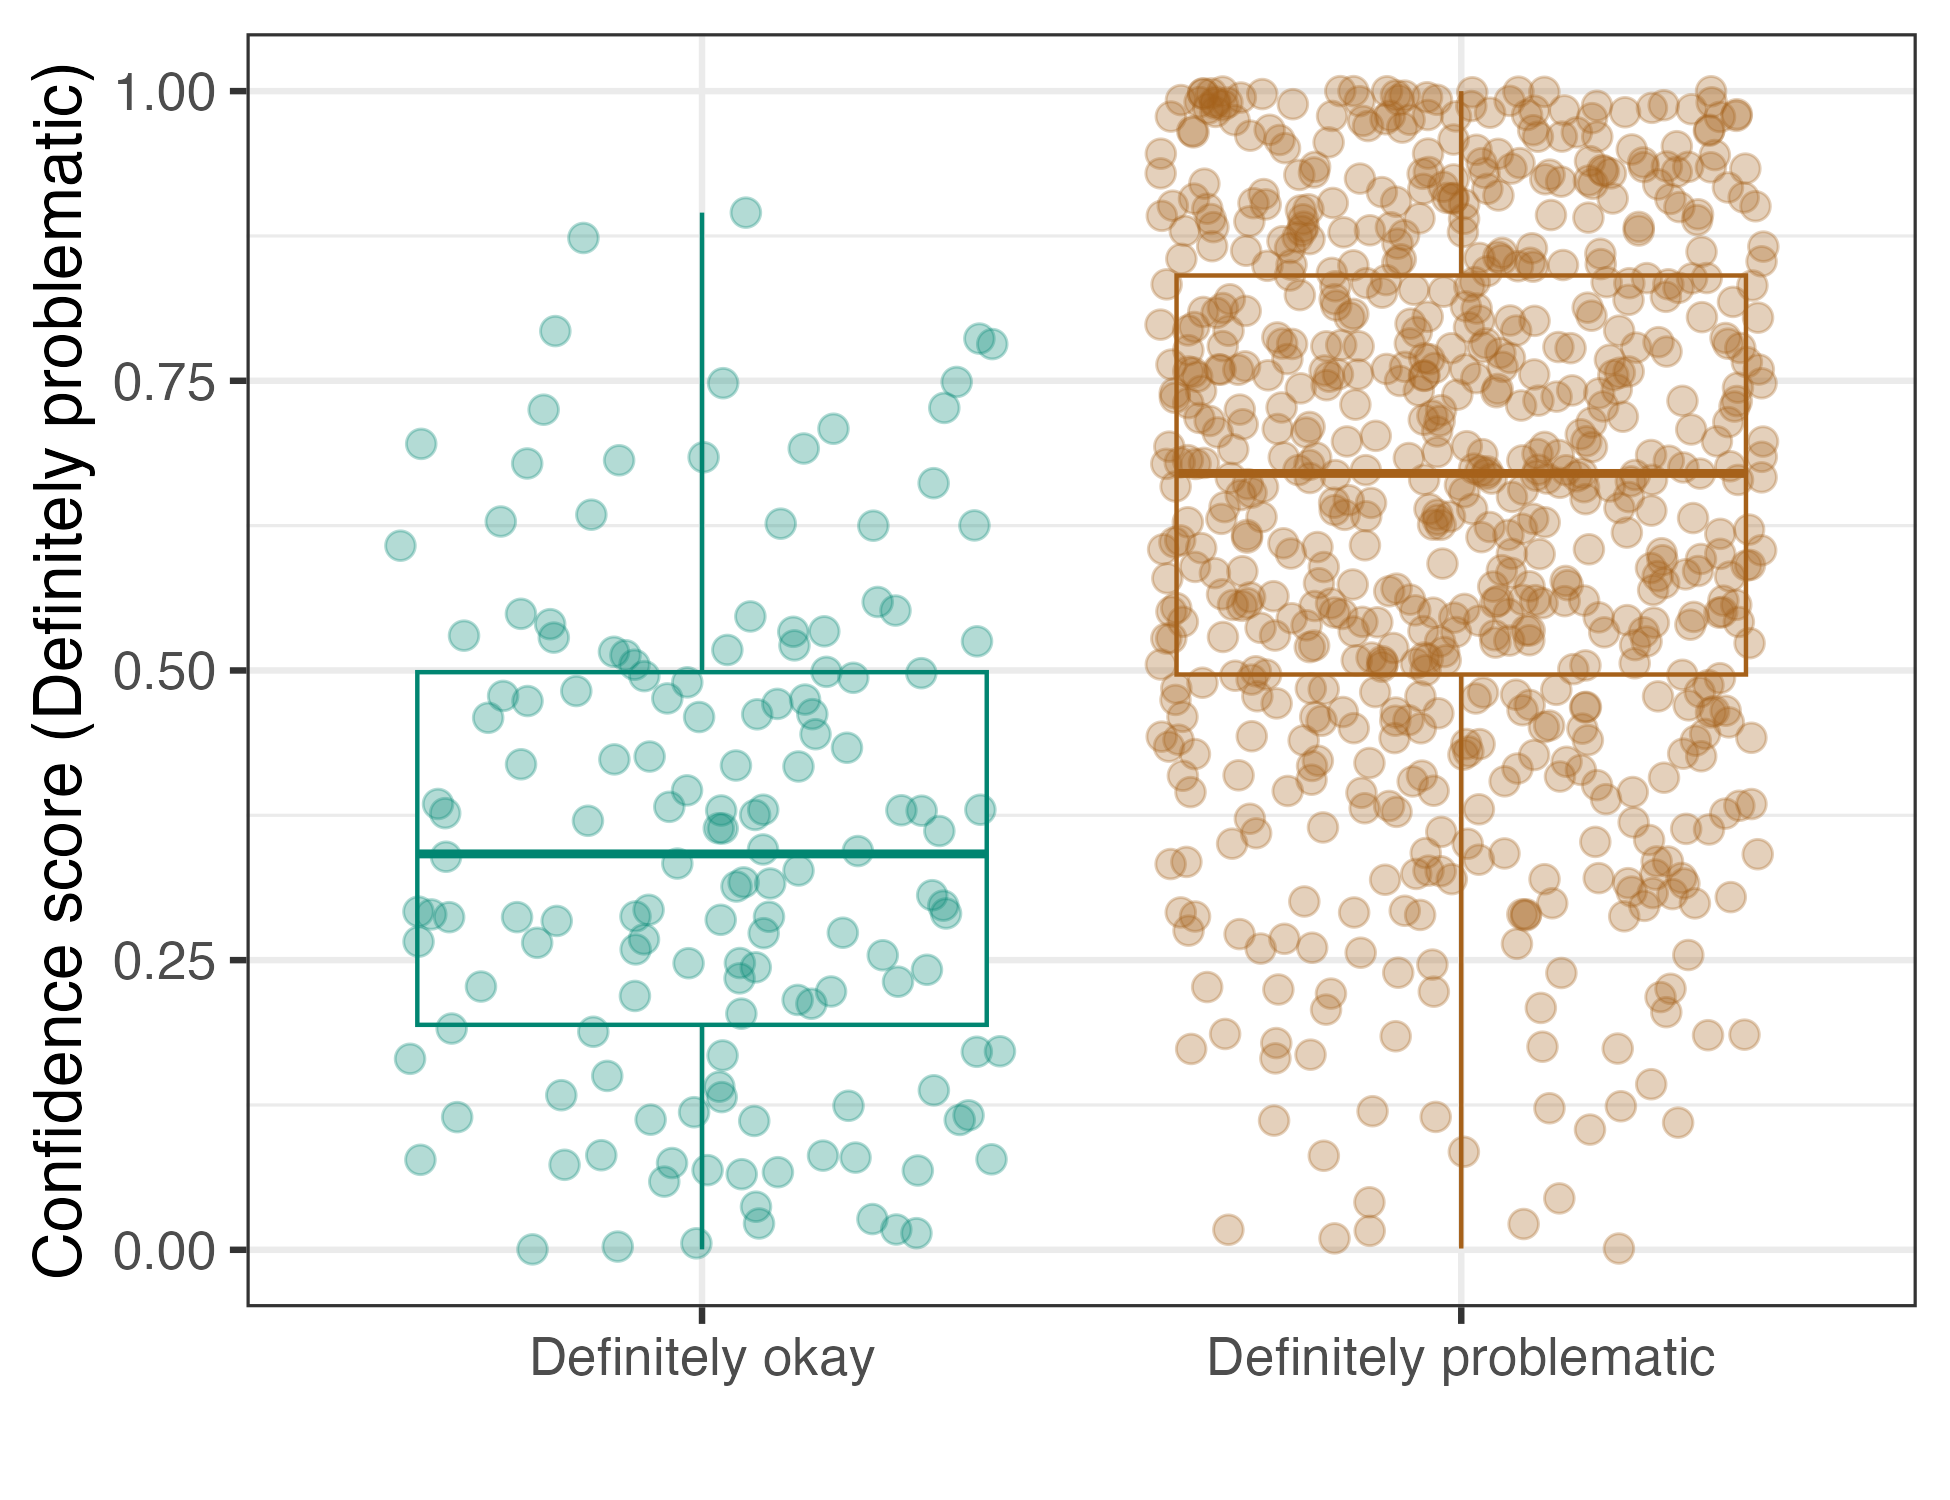 Confidence score (Definitely problematic)
1.00
0.75
0.50
0.25
0.00
Definitely okay
Definitely problematic